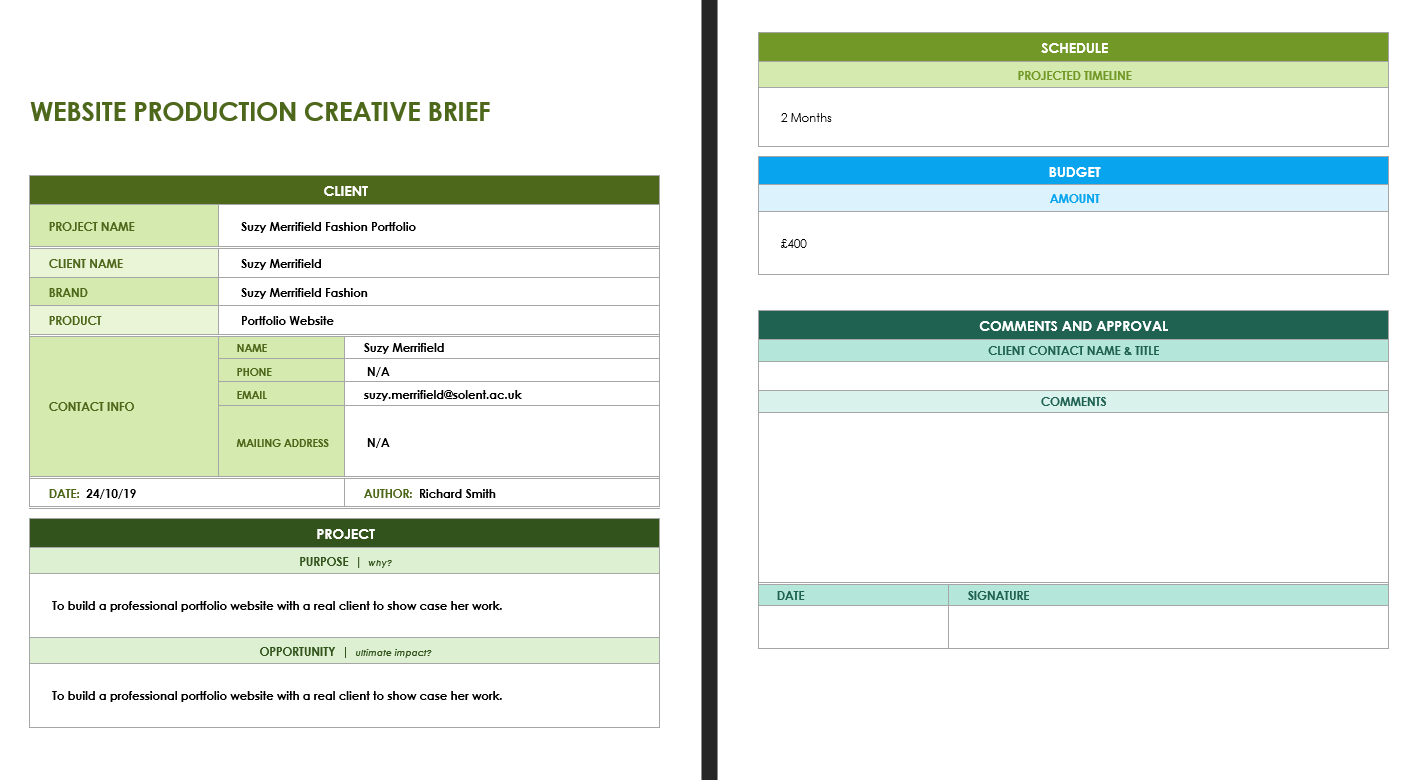 WEBSITE PRODUCTION CREATIVE BRIEF
CLIENT
PROJECT NAME Suzy Merrifield Fashion Portfolio
CLIENT NAME Suzy Merrifield
BRAND Suzy Merrifield Fashion
PRODUCT Portfolio Website
CONTACT INFO
NAME Suzy Merrifield
PHONE N/A
EMAIL suzy.merrifield@solent.ac.uk
MAILING ADDRESS N/A
DATE: 24/10/19 AUTHOR: Richard Smith
PROJECT
PURPOSE | why?
To build a professional portfolio website with a real client to show case her work.
OPPORTUNITY | ultimate impact?
To build a professional portfolio website with a real client to show case her work.
SCHEDULE
PROJECTED TIMELINE
2 Months
BUDGET
AMOUNT
£400
COMMENTS AND APPROVAL
CLIENT CONTACT NAME & TITLE
COMMENTS
DATE SIGNATURE